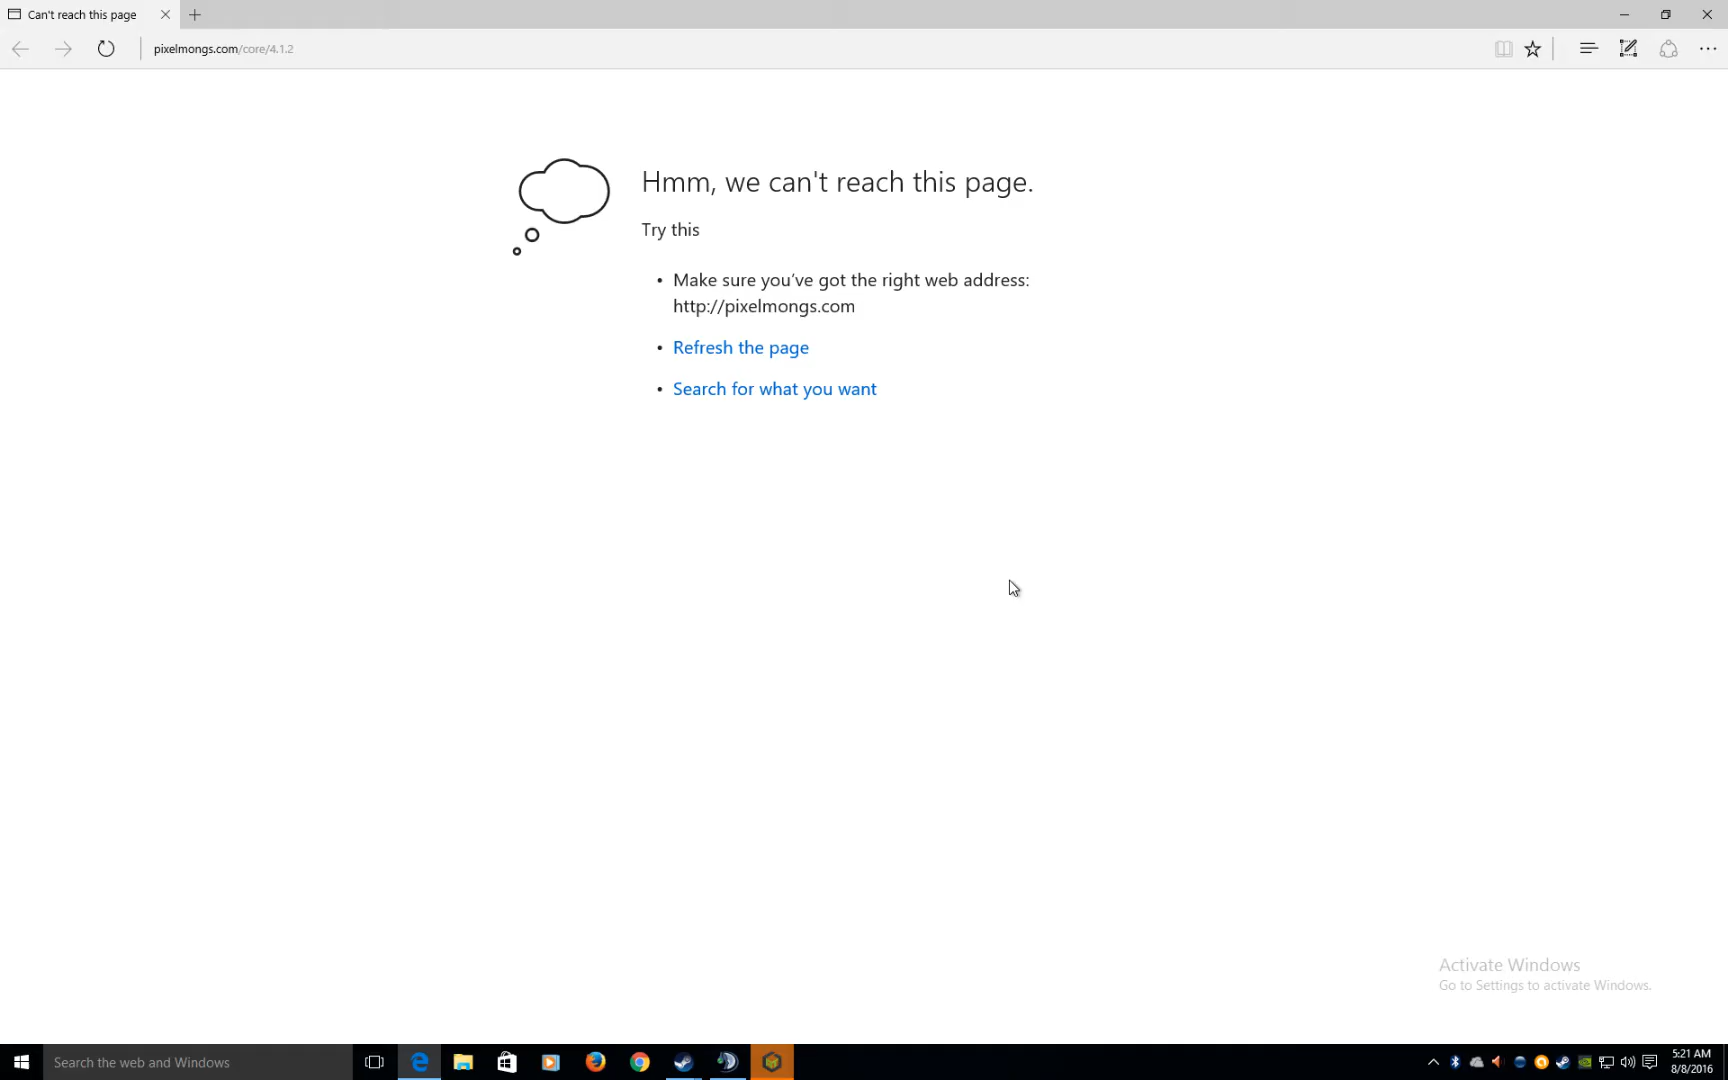 Can't reach this page
pixelmongs.com/core/4.1.2
Hmm, we can't reach this page.
Try this
• Make sure you've got the right web address:
http://pixelmongs.com
• Refresh the page
• Search for what you want
Activate Windows
Go to Settings to activate Windows.
Search the web and Windows
5:21 AM
8/8/2016